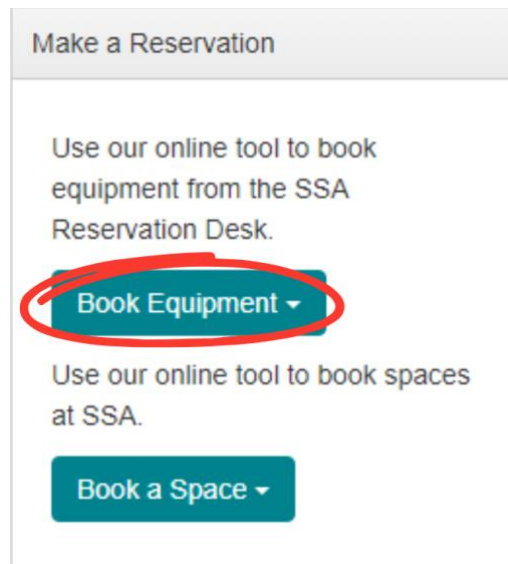 Make a Reservation
Use our online tool to book
equipment from the SSA
Reservation Desk.
Book Equipment
Use our online tool to book spaces
at SSA.
Book a Space